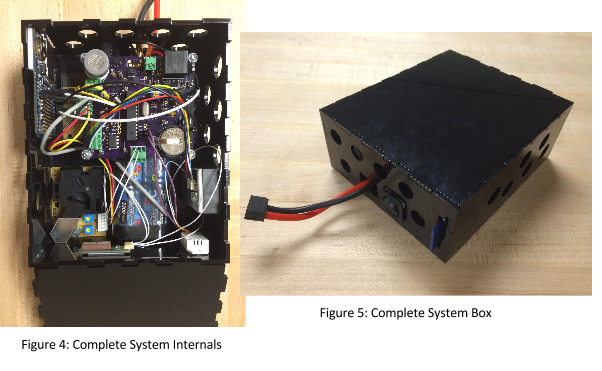 Figure 5: Complete System Box
Figure 4: Complete System Internals